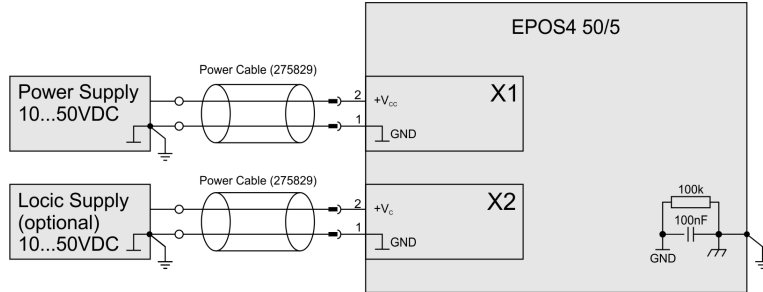 EPOS4 50/5
Power Cable (275829)
Power Supply
10...50VDC
X1
2
+Vcc
1
GND
Power Cable (275829)
Locic Supply
(optional)
10...50VDC
X2
2
+Vc
1
GND
100k
100nF
GND